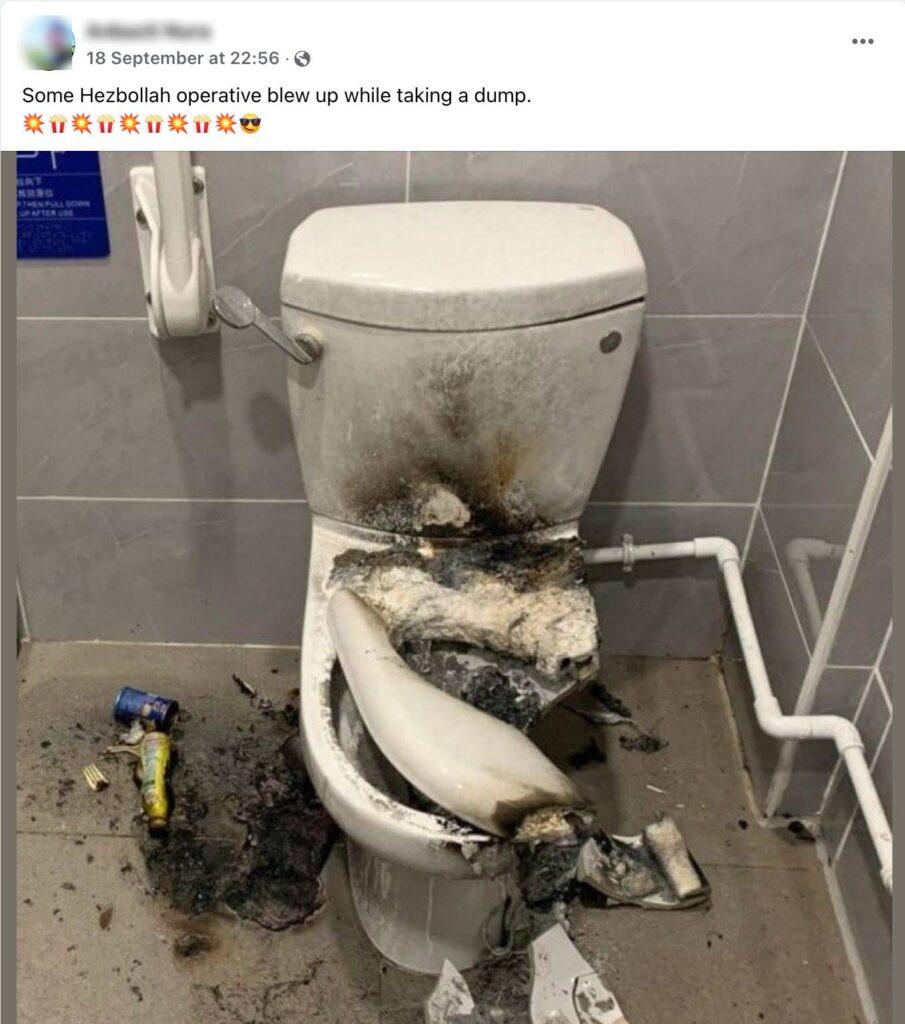 18 September at 22:56
Some Hezbollah operative blew up while taking a dump.
💥🍿💥🍿💥🍿💥🍿💥😎
THEN PULL DOWN
UP AFTER USE